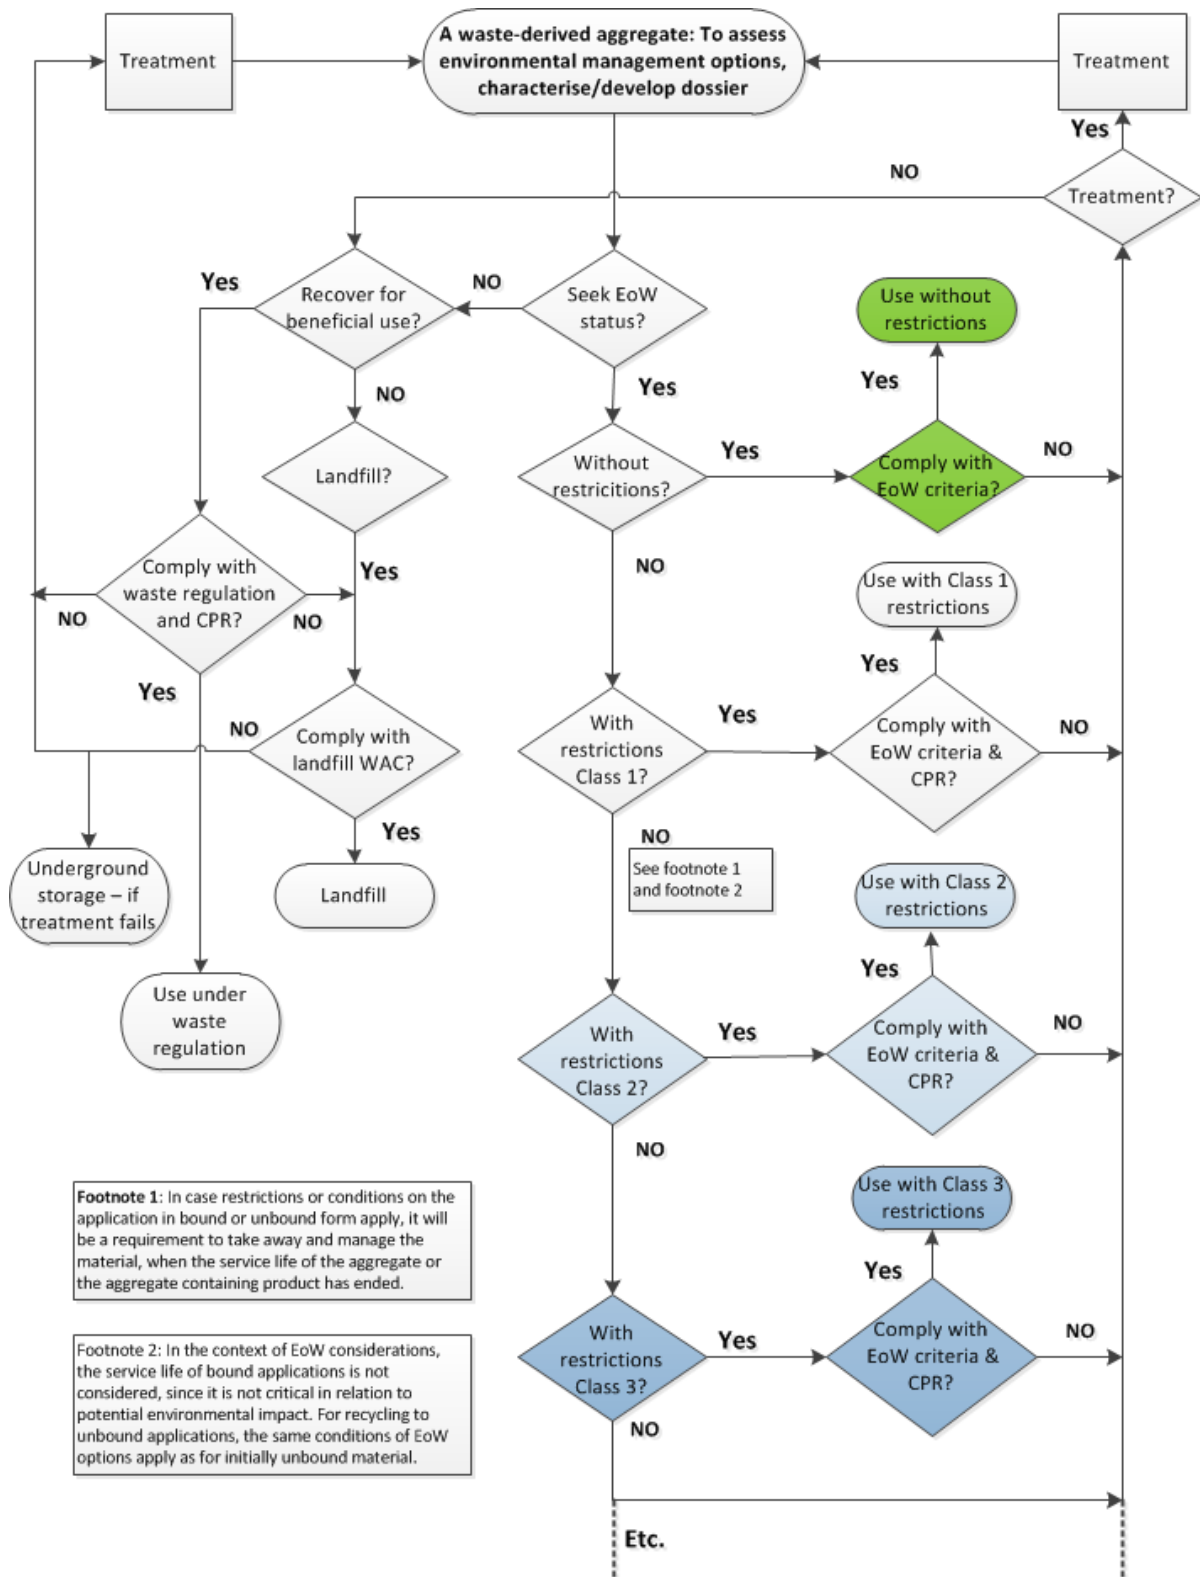 Treatment
A waste-derived aggregate: To assess
environmental management options,
characterise/develop dossier
Treatment
Yes
NO
Treatment?
Yes
Recover for
beneficial use?
NO
Seek EoW
status?
Use without
restrictions
NO
Yes
Yes
Landfill?
Without
restricitions?
Yes
Comply with
EoW criteria?
NO
Comply with
waste regulation
and CPR?
Yes
NO
NO
NO
Use with Class 1
restrictions
Yes
Yes
NO
Comply with
landfill WAC?
With
restrictions
Class 1?
Yes
Comply with
EoW criteria &
CPR?
NO
Yes
NO
Underground
storage – if
treatment fails
Landfill
See footnote 1
and footnote 2
Use with Class 2
restrictions
Yes
Use under
waste
regulation
With
restrictions
Class 2?
Yes
Comply with
EoW criteria &
CPR?
NO
NO
Footnote 1: In case restrictions or conditions on the
application in bound or unbound form apply, it will
be a requirement to take away and manage the
material, when the service life of the aggregate or
the aggregate containing product has ended.
Use with Class 3
restrictions
Yes
Footnote 2: In the context of EoW considerations,
the service life of bound applications is not
considered, since it is not critical in relation to
potential environmental impact. For recycling to
unbound applications, the same conditions of EoW
options apply as for initially unbound material.
With
restrictions
Class 3?
Yes
Comply with
EoW criteria &
CPR?
NO
NO
Etc.